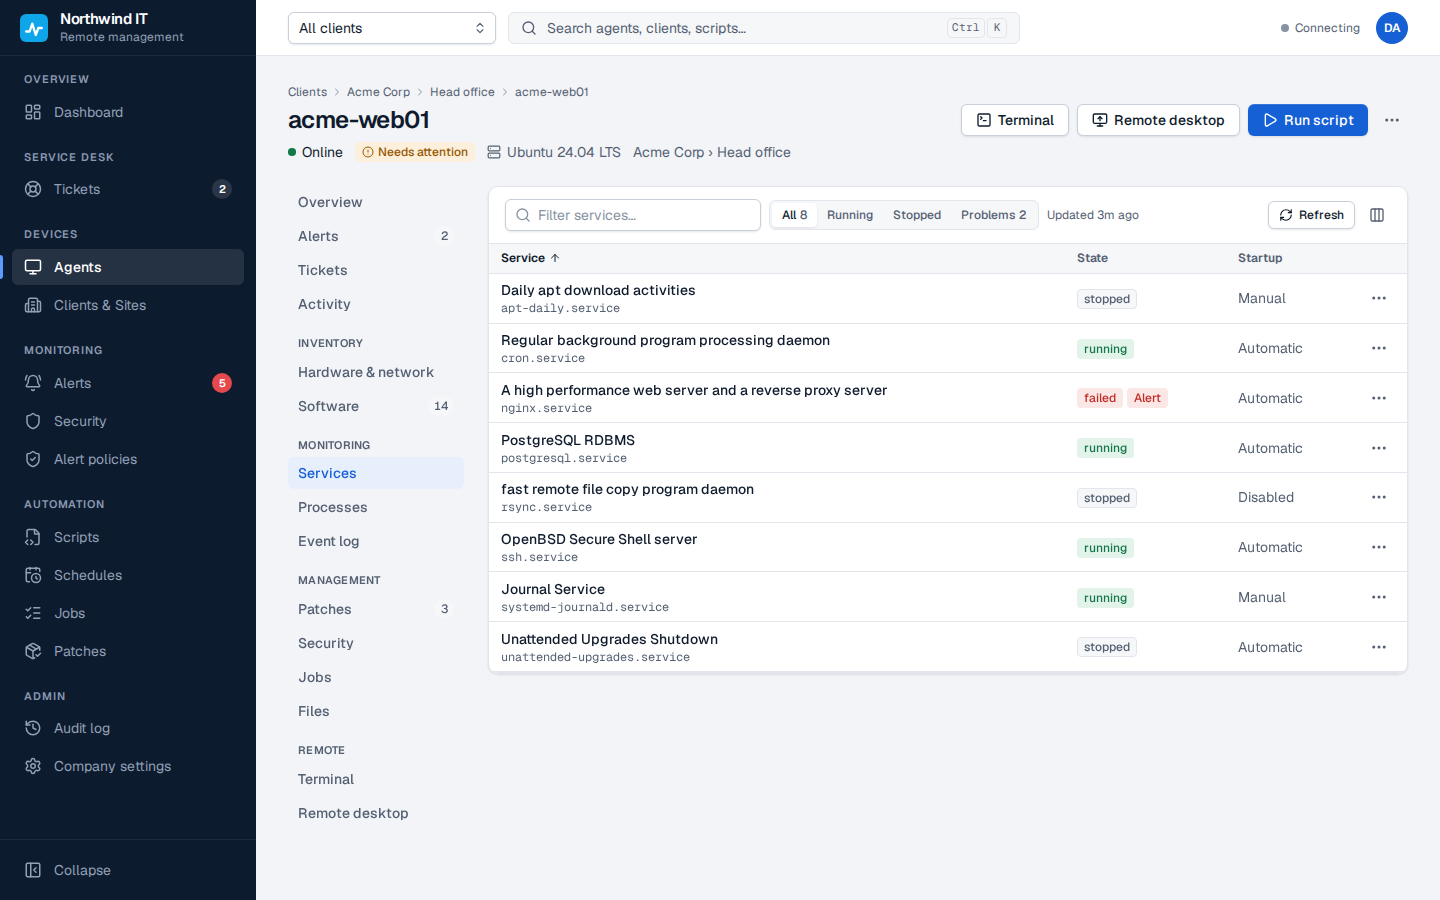 Northwind IT
Remote management
OVERVIEW
Dashboard
SERVICE DESK
Tickets 2
DEVICES
Agents
Clients & Sites
MONITORING
Alerts 5
Security
Alert policies
AUTOMATION
Scripts
Schedules
Jobs
Patches
ADMIN
Audit log
Company settings
Collapse
All clients
Search agents, clients, scripts... Ctrl K
Connecting
DA
Clients > Acme Corp > Head office > acme-web01
acme-web01
Terminal
Remote desktop
Run script
Online Needs attention Ubuntu 24.04 LTS Acme Corp › Head office
Overview
Alerts 2
Tickets
Activity
INVENTORY
Hardware & network
Software 14
MONITORING
Services
Processes
Event log
MANAGEMENT
Patches 3
Security
Jobs
Files
REMOTE
Terminal
Remote desktop
Filter services...
All 8 Running Stopped Problems 2 Updated 3m ago
Refresh
Service ↑ State Startup
Daily apt download activities
apt-daily.service
stopped Manual
Regular background program processing daemon
cron.service
running Automatic
A high performance web server and a reverse proxy server
nginx.service
failed Alert Automatic
PostgreSQL RDBMS
postgresql.service
running Automatic
fast remote file copy program daemon
rsync.service
stopped Disabled
OpenBSD Secure Shell server
ssh.service
running Automatic
Journal Service
systemd-journald.service
running Manual
Unattended Upgrades Shutdown
unattended-upgrades.service
stopped Automatic